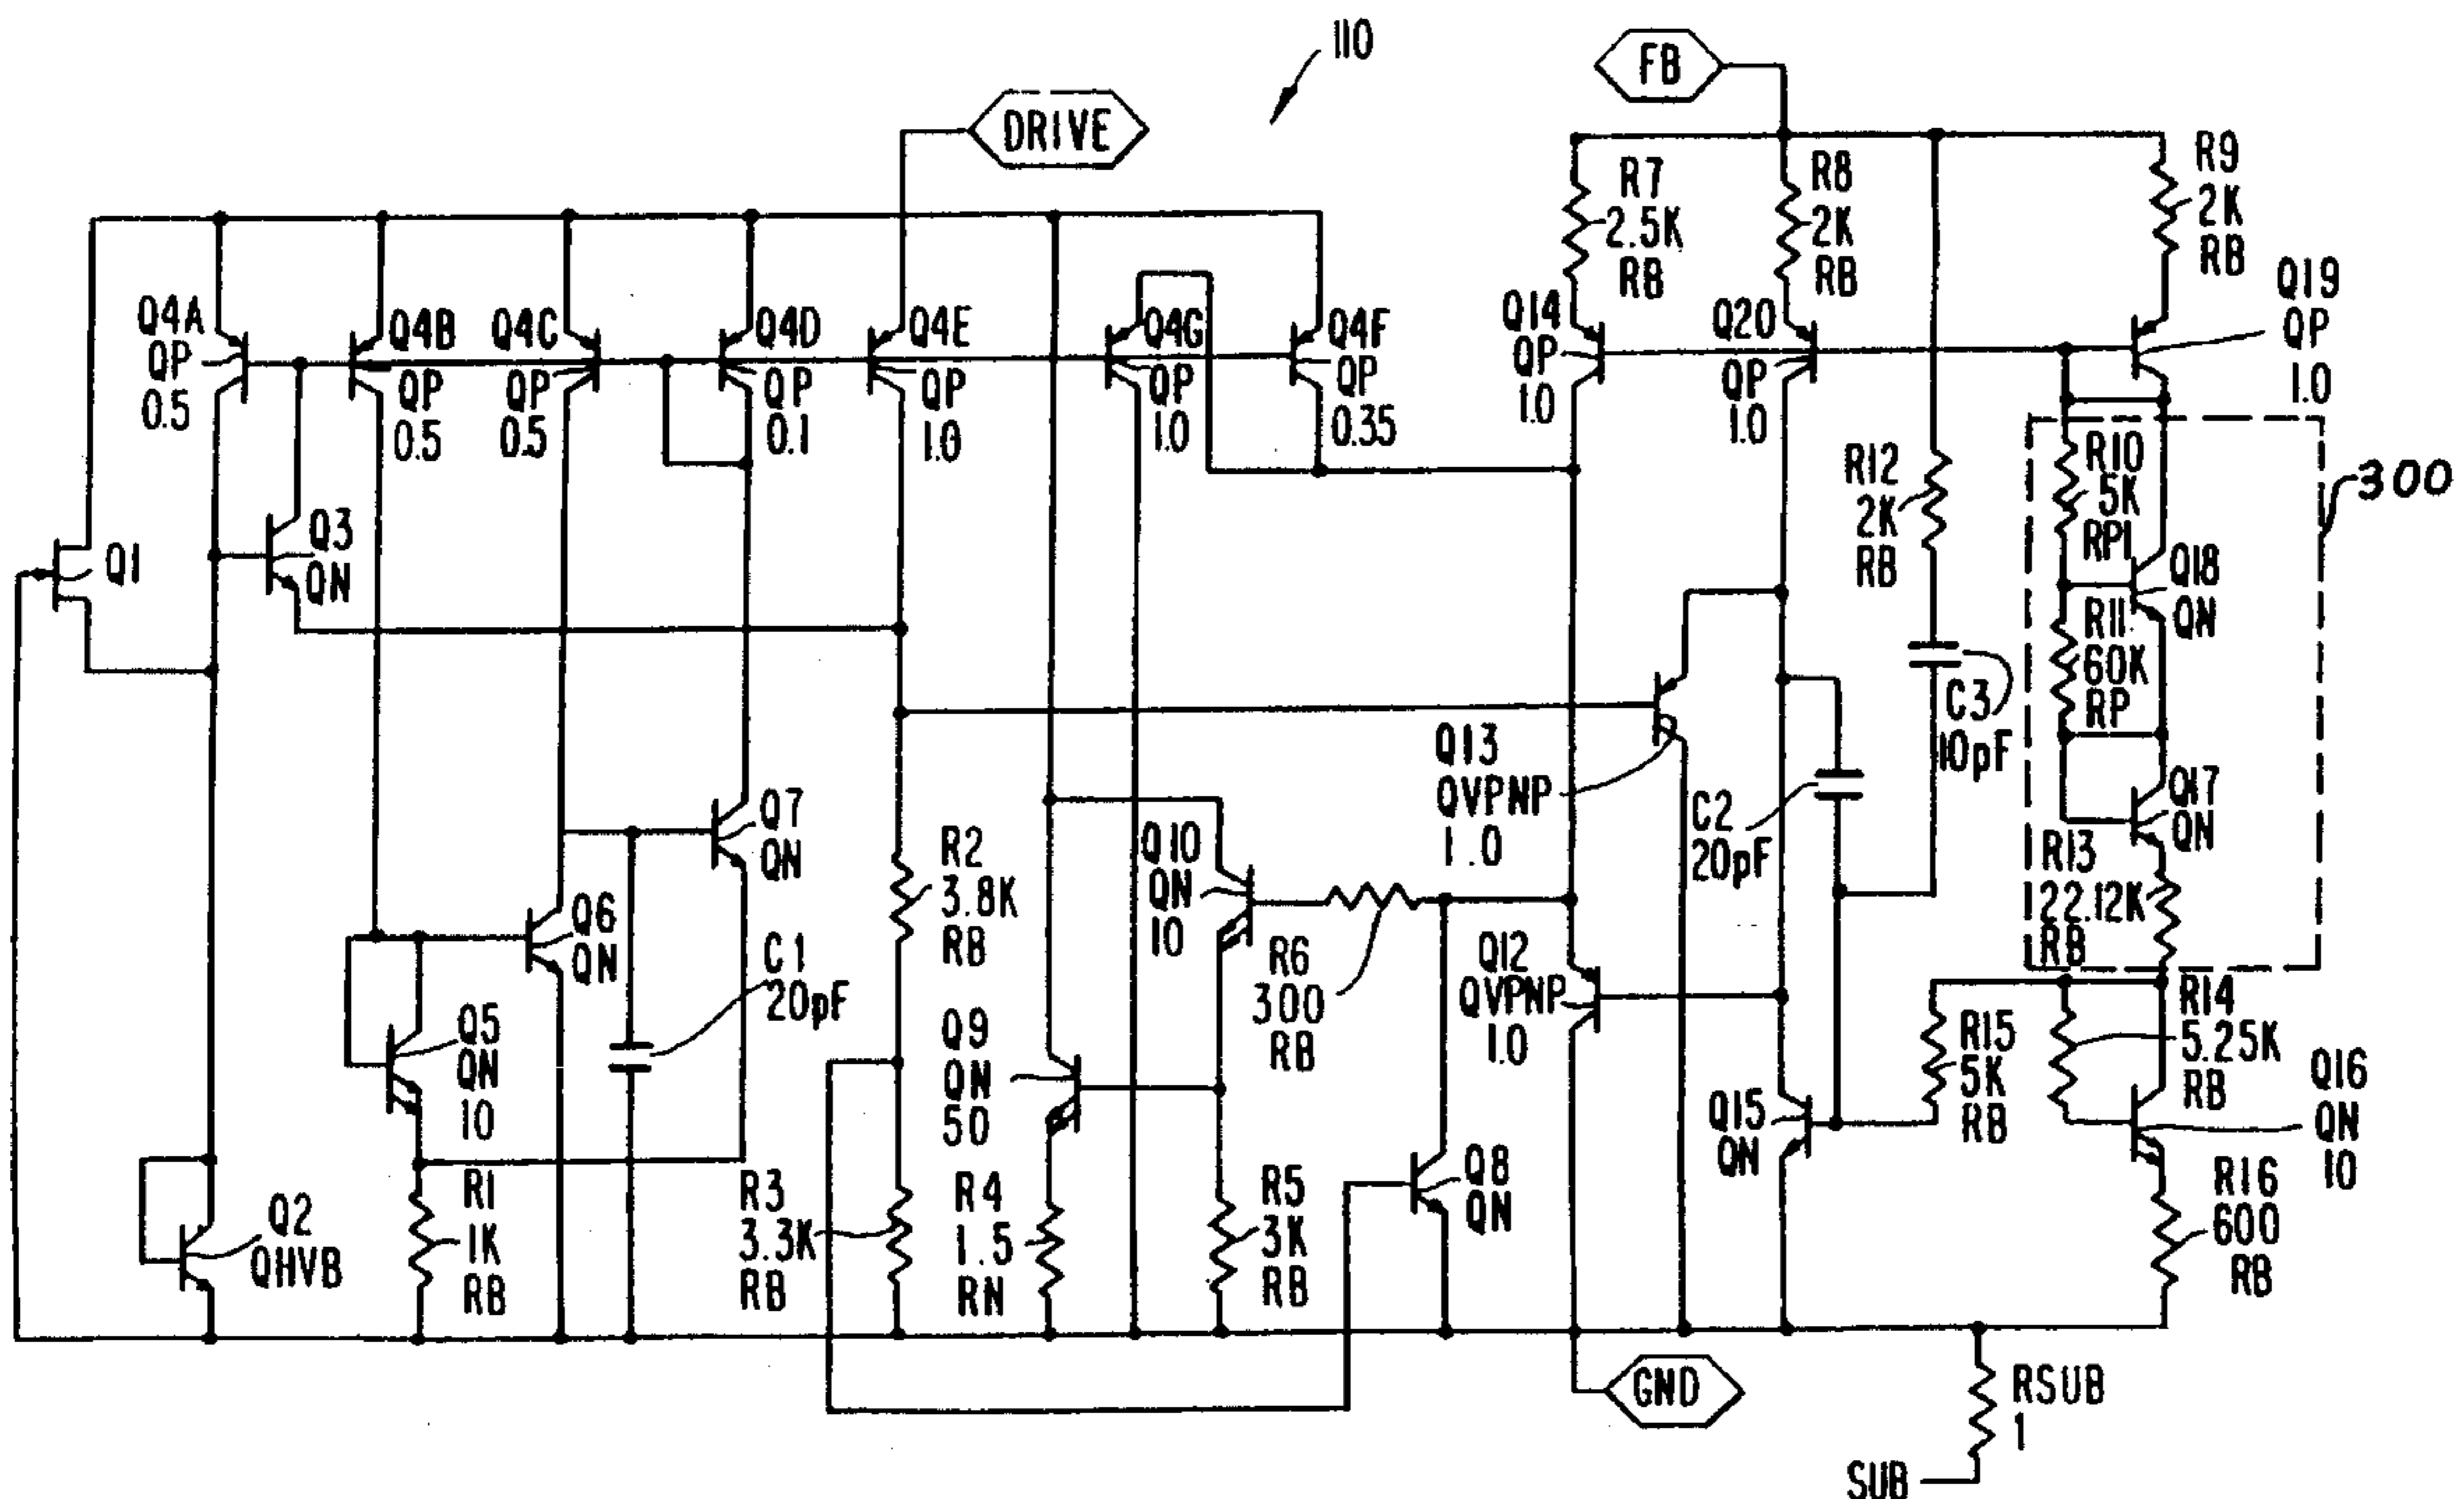 110
FB
DRIVE
R7
2.5K
RB
R8
2K
RB
R9
2K
RB
Q4A
QP
0.5
Q4B
QP
0.5
Q4C
QP
0.5
Q4D
QP
0.1
Q4E
QP
1.0
Q4G
QP
1.0
Q4F
QP
0.35
Q14
QP
1.0
Q20
QP
1.0
Q19
QP
1.0
R12
2K
RB
R10
5K
RP1
300
Q1
Q3
QN
Q18
QN
R11
60K
RP
C3
10pF
Q13
QVPNP
1.0
C2
20pF
Q17
QN
R13
122.12K
RB
Q7
QN
R2
3.8K
RB
Q10
QN
10
R6
300
RB
Q12
QVPNP
1.0
Q6
QN
C1
20pF
Q5
QN
10
Q9
QN
50
R15
5K
RB
R14
5.25K
RB
Q16
QN
10
Q15
QN
Q2
QHVB
R1
1K
RB
R3
3.3K
RB
R4
1.5
RN
R5
3K
RB
Q8
QN
R16
600
RB
GND
RSUB
1
SUB